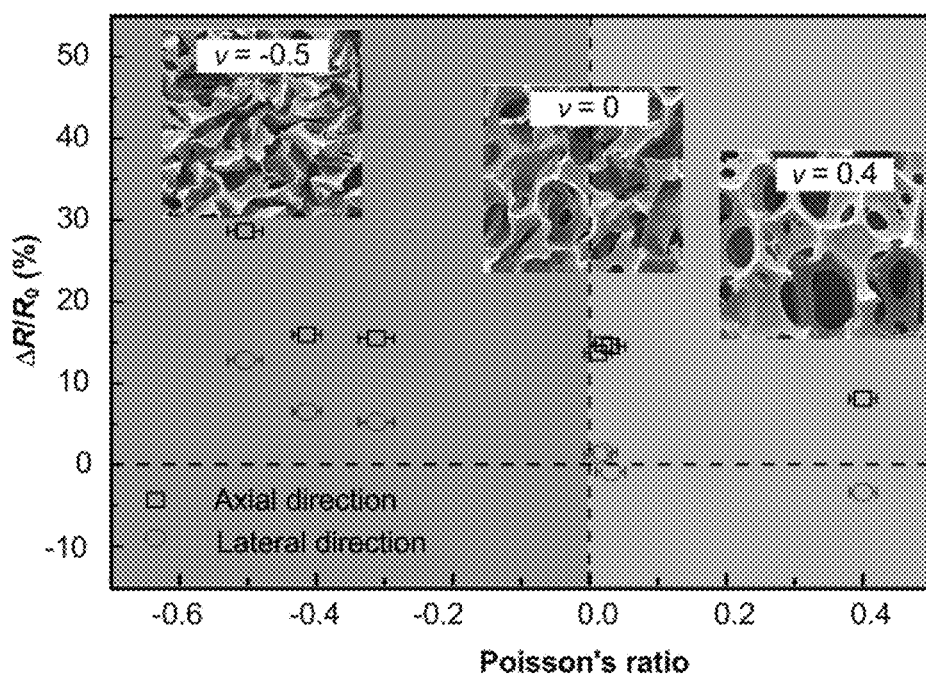 ΔR/R₀ (%)
50
40
30
20
10
0
-10
v = -0.5
v = 0
v = 0.4
Axial direction
Lateral direction
-0.6
-0.4
-0.2
0.0
0.2
0.4
Poisson's ratio